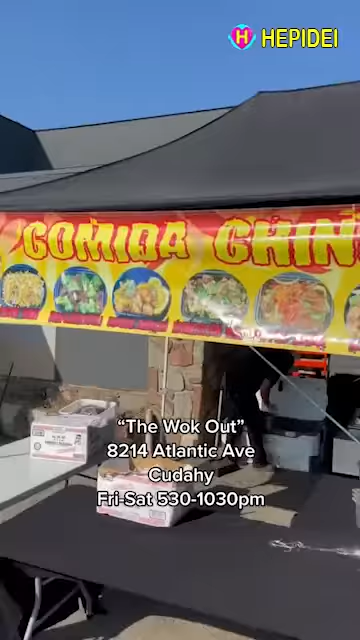 H HEPIDEI
COMIDA CHIN
“The Wok Out”
8214 Atlantic Ave
Cudahy
Fri-Sat 530-1030pm